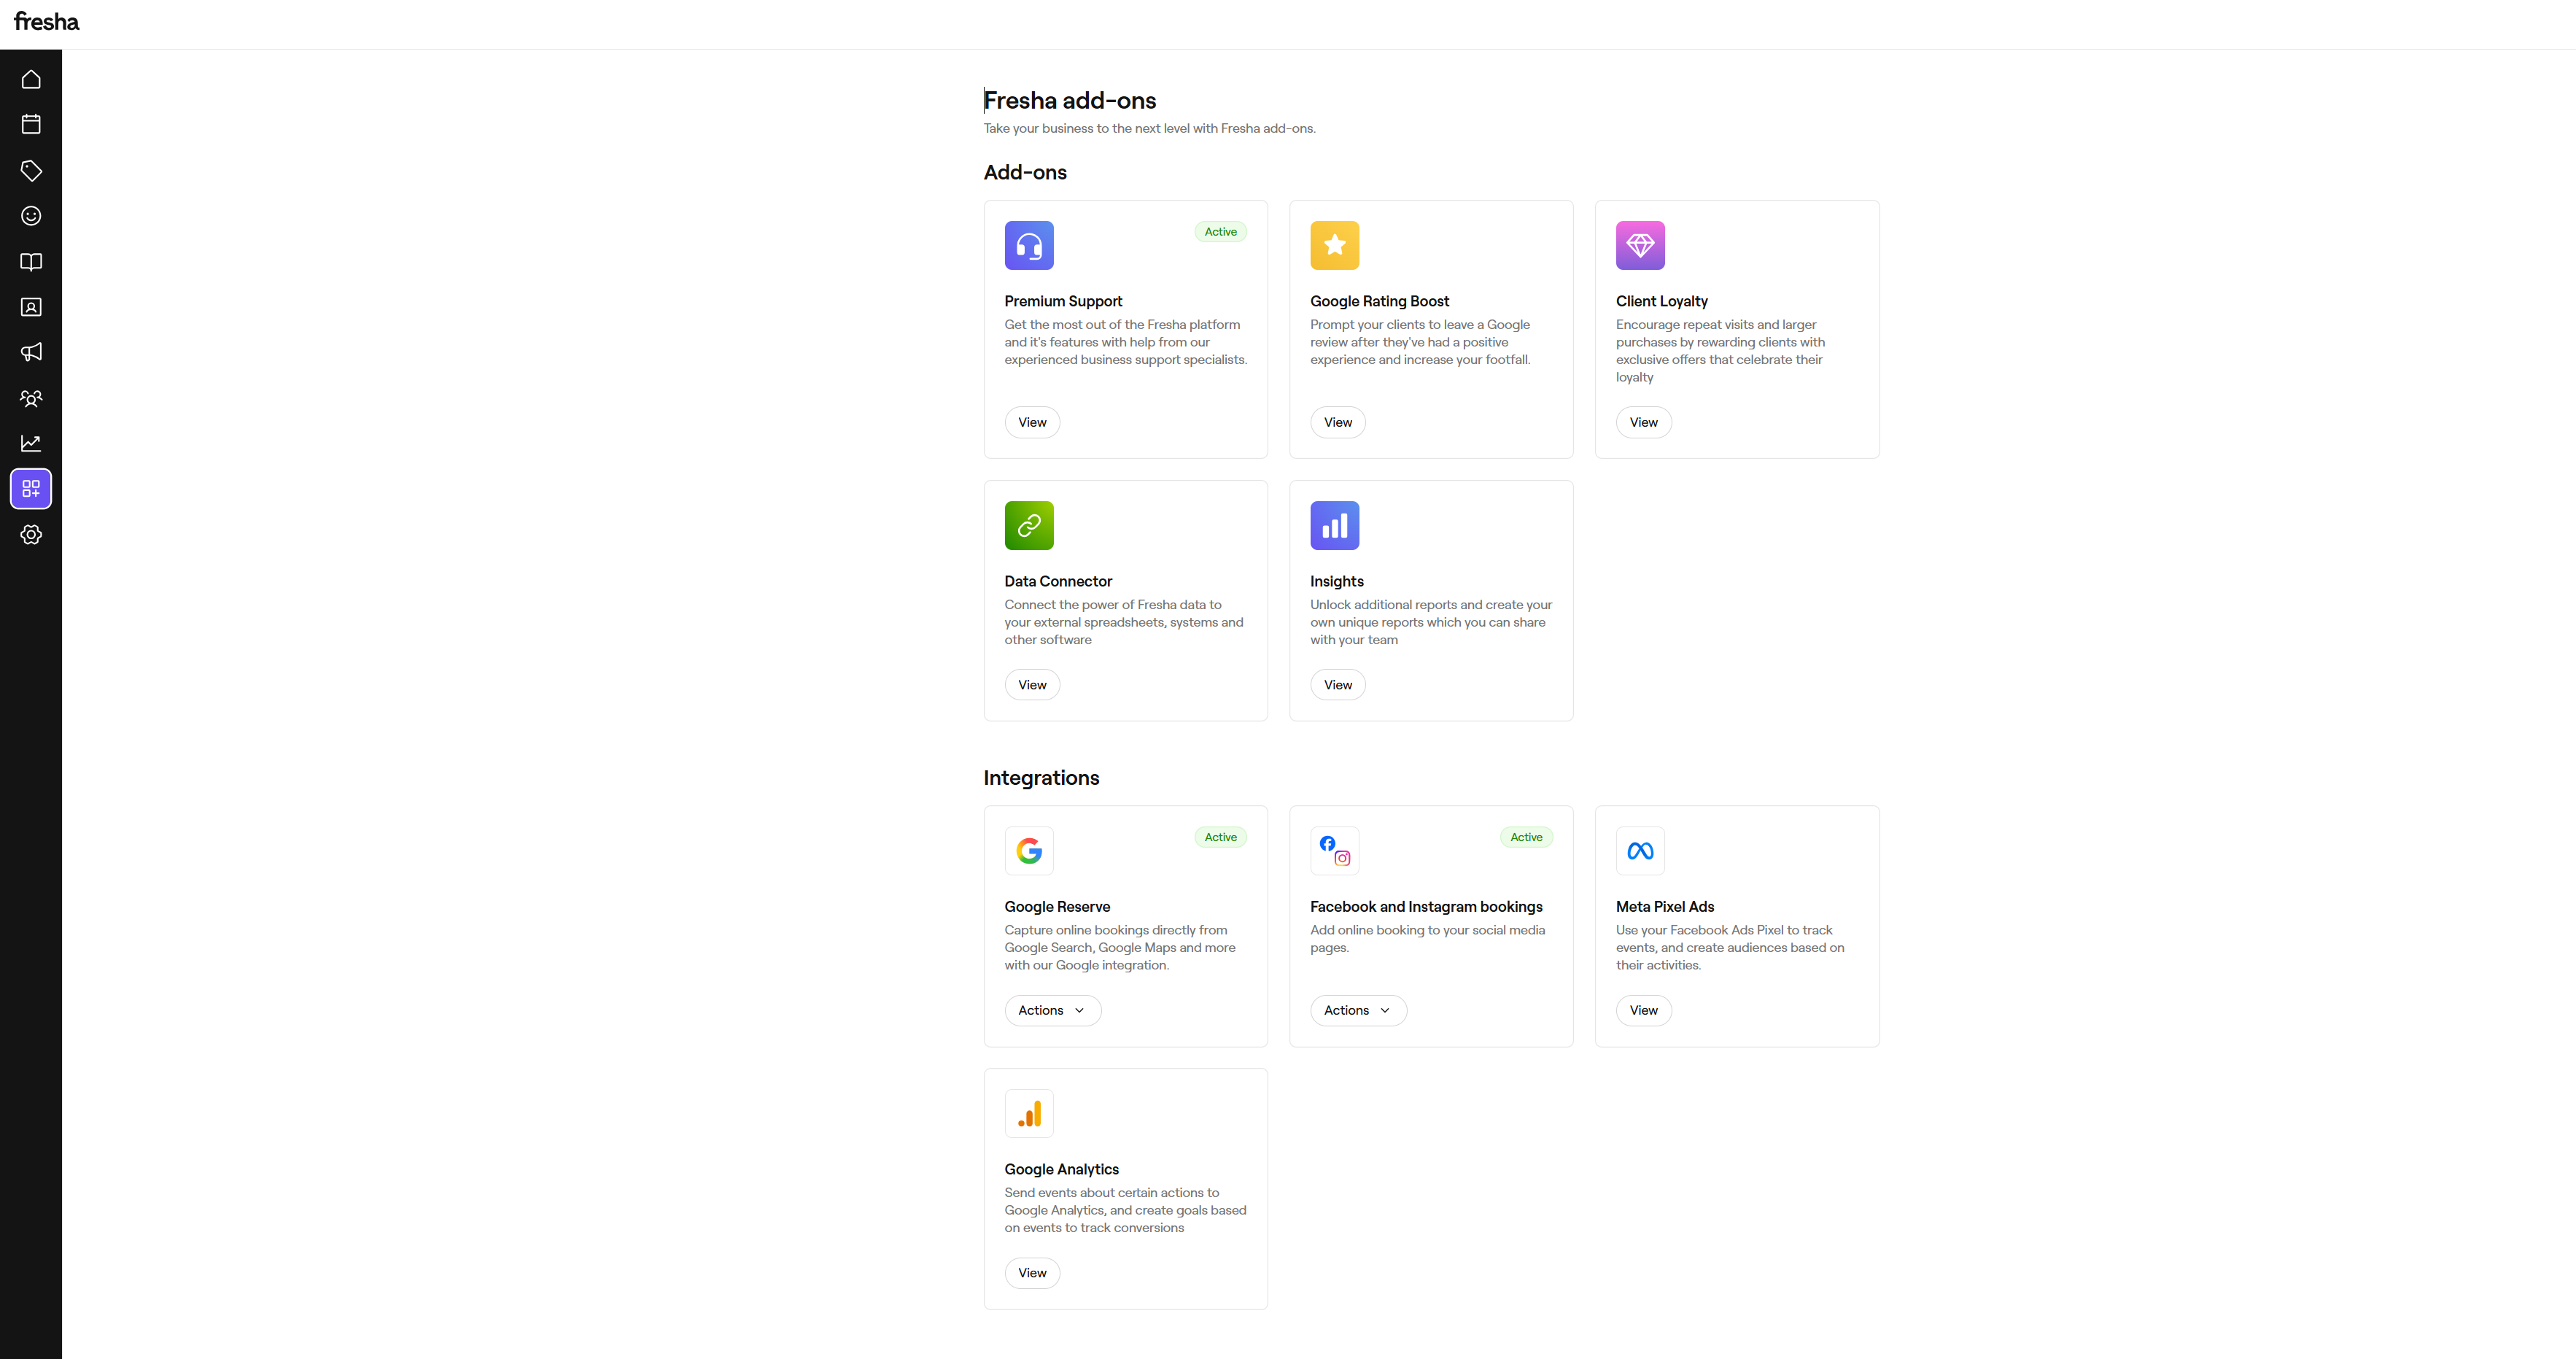 fresha
Fresha add-ons
Take your business to the next level with Fresha add-ons.
Add-ons
Active
Premium Support
Get the most out of the Fresha platform
and it's features with help from our
experienced business support specialists.
View
Google Rating Boost
Prompt your clients to leave a Google
review after they've had a positive
experience and increase your footfall.
View
Client Loyalty
Encourage repeat visits and larger
purchases by rewarding clients with
exclusive offers that celebrate their
loyalty
View
Data Connector
Connect the power of Fresha data to
your external spreadsheets, systems and
other software
View
Insights
Unlock additional reports and create your
own unique reports which you can share
with your team
View
Integrations
Active
Google Reserve
Capture online bookings directly from
Google Search, Google Maps and more
with our Google integration.
Actions
Active
Facebook and Instagram bookings
Add online booking to your social media
pages.
Actions
Meta Pixel Ads
Use your Facebook Ads Pixel to track
events, and create audiences based on
their activities.
View
Google Analytics
Send events about certain actions to
Google Analytics, and create goals based
on events to track conversions
View